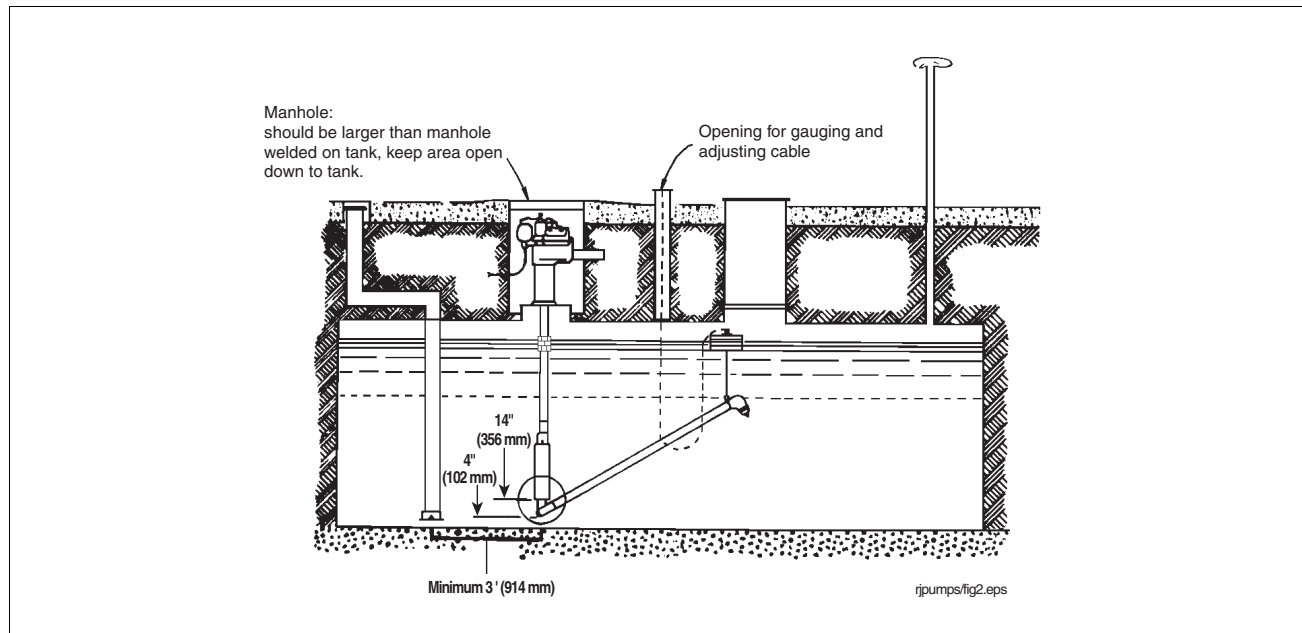 Manhole:
should be larger than manhole
welded on tank, keep area open
down to tank.
Opening for gauging and
adjusting cable
14"
(356 mm)
4"
(102 mm)
Minimum 3 ' (914 mm)
rjpumps/fig2.eps